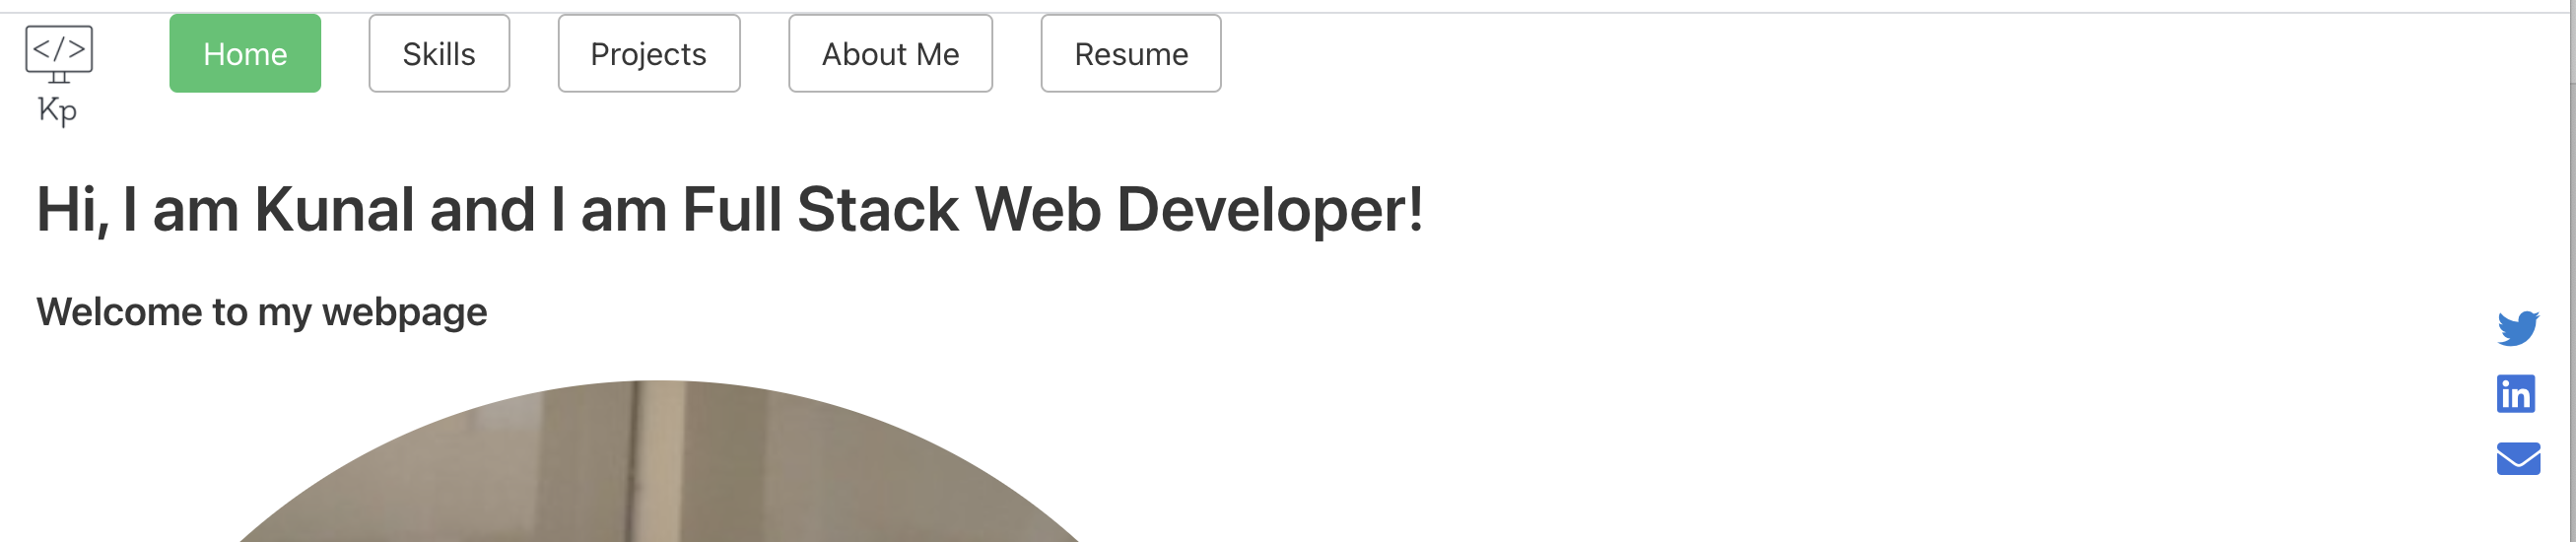 </>
Kp
Home Skills Projects About Me Resume
Hi, I am Kunal and I am Full Stack Web Developer!
Welcome to my webpage
in